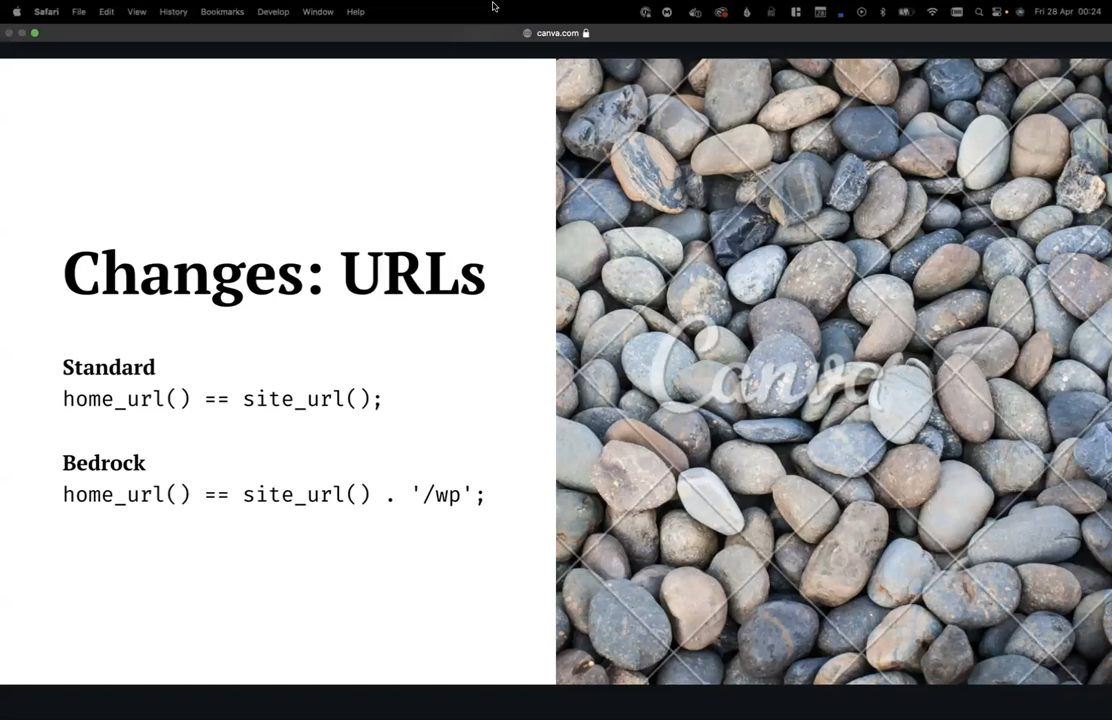 Safari File Edit View History Bookmarks Develop Window Help Fri 28 Apr 00:24
canva.com
Changes: URLs
Standard
home_url() == site_url();
Bedrock
home_url() == site_url() . '/wp';
Canva